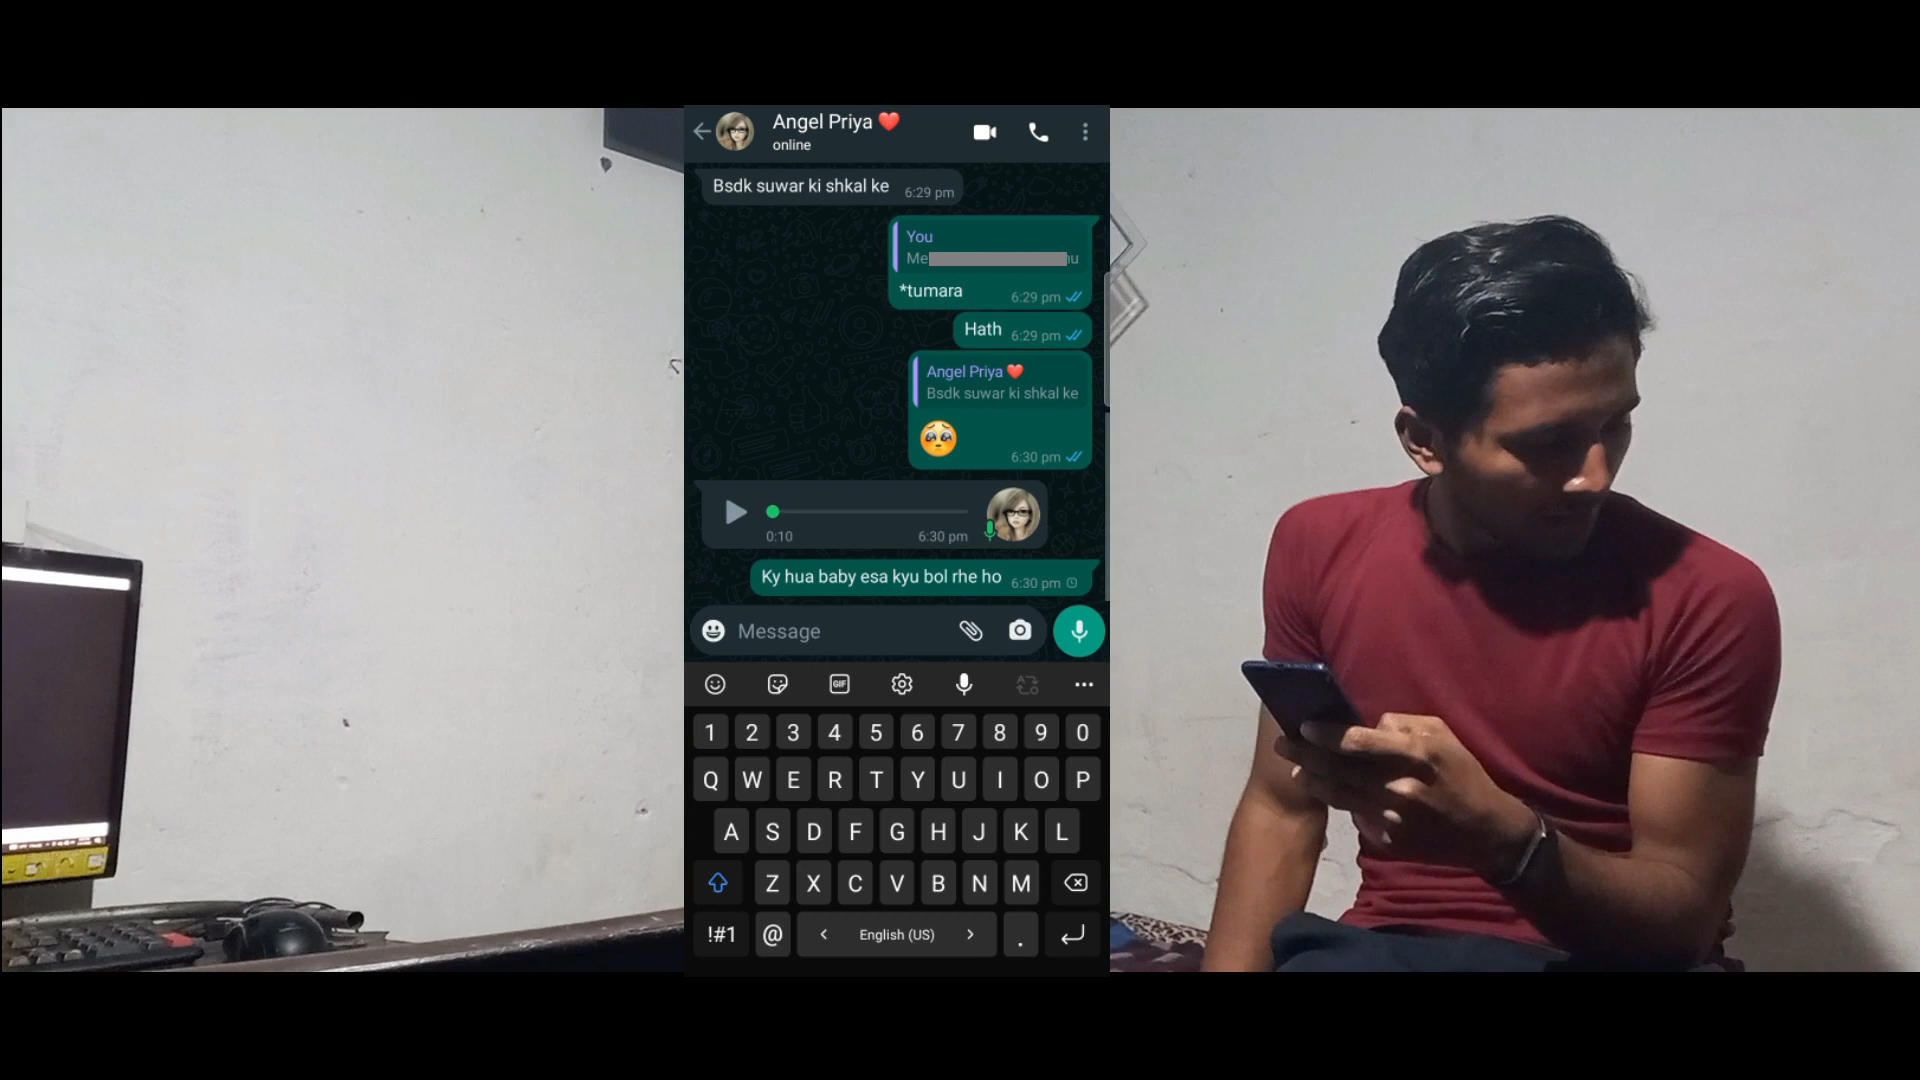 Angel Priya ❤️
online
Bsdk suwar ki shkal ke 6:29 pm
You
*tumara 6:29 pm
Hath 6:29 pm
Angel Priya ❤️
Bsdk suwar ki shkal ke
🥺
6:30 pm
0:10 6:30 pm
Ky hua baby esa kyu bol rhe ho 6:30 pm
Message
GIF
1 2 3 4 5 6 7 8 9 0
Q W E R T Y U I O P
A S D F G H J K L
Z X C V B N M
!#1 @ < English (US) > .